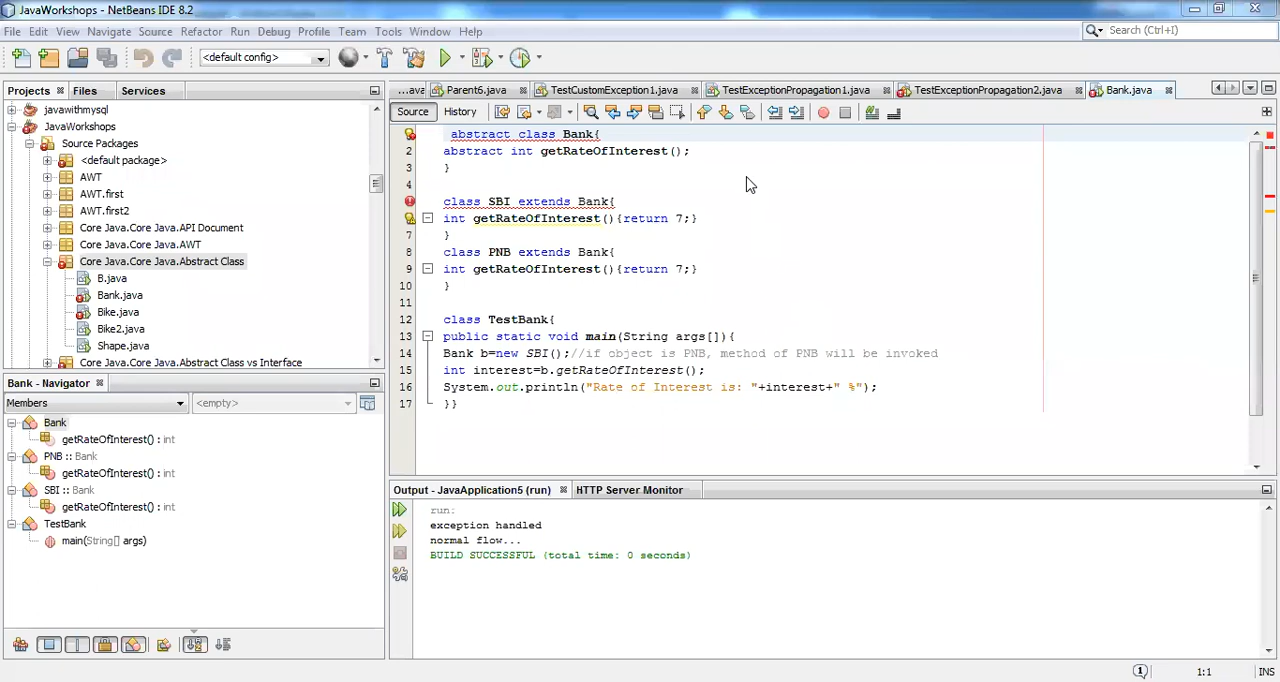 JavaWorkshops - NetBeans IDE 8.2
File Edit View Navigate Source Refactor Run Debug Profile Team Tools Window Help
Search (Ctrl+I)
<default config>
Projects Files Services
...ava Parent6.java TestCustomException1.java TestExceptionPropagation1.java TestExceptionPropagation2.java Bank.java
Source History
javawithmysql
JavaWorkshops
Source Packages
<default package>
AWT
AWT.first
AWT.first2
Core Java.Core Java.API Document
Core Java.Core Java.AWT
Core Java.Core Java.Abstract Class
B.java
Bank.java
Bike.java
Bike2.java
Shape.java
Core Java.Core Java.Abstract Class vs Interface
abstract class Bank{
2 abstract int getRateOfInterest();
3 }
4
class SBI extends Bank{
int getRateOfInterest(){return 7;}
7 }
8 class PNB extends Bank{
9 int getRateOfInterest(){return 7;}
10 }
11
12 class TestBank{
13 public static void main(String args[]){
14 Bank b=new SBI();//if object is PNB, method of PNB will be invoked
15 int interest=b.getRateOfInterest();
16 System.out.println("Rate of Interest is: "+interest+" %");
17 }}
Bank - Navigator
Members <empty>
Bank
getRateOfInterest() : int
PNB :: Bank
getRateOfInterest() : int
SBI :: Bank
getRateOfInterest() : int
TestBank
main(String[] args)
Output - JavaApplication5 (run) HTTP Server Monitor
run:
exception handled
normal flow...
BUILD SUCCESSFUL (total time: 0 seconds)
1 1:1 INS